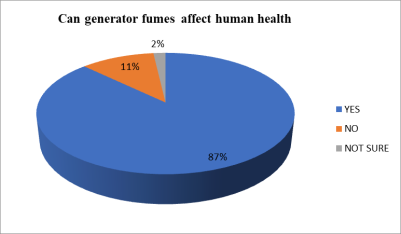 Can generator fumes affect human health
2%
11%
87%
YES
NO
NOT SURE